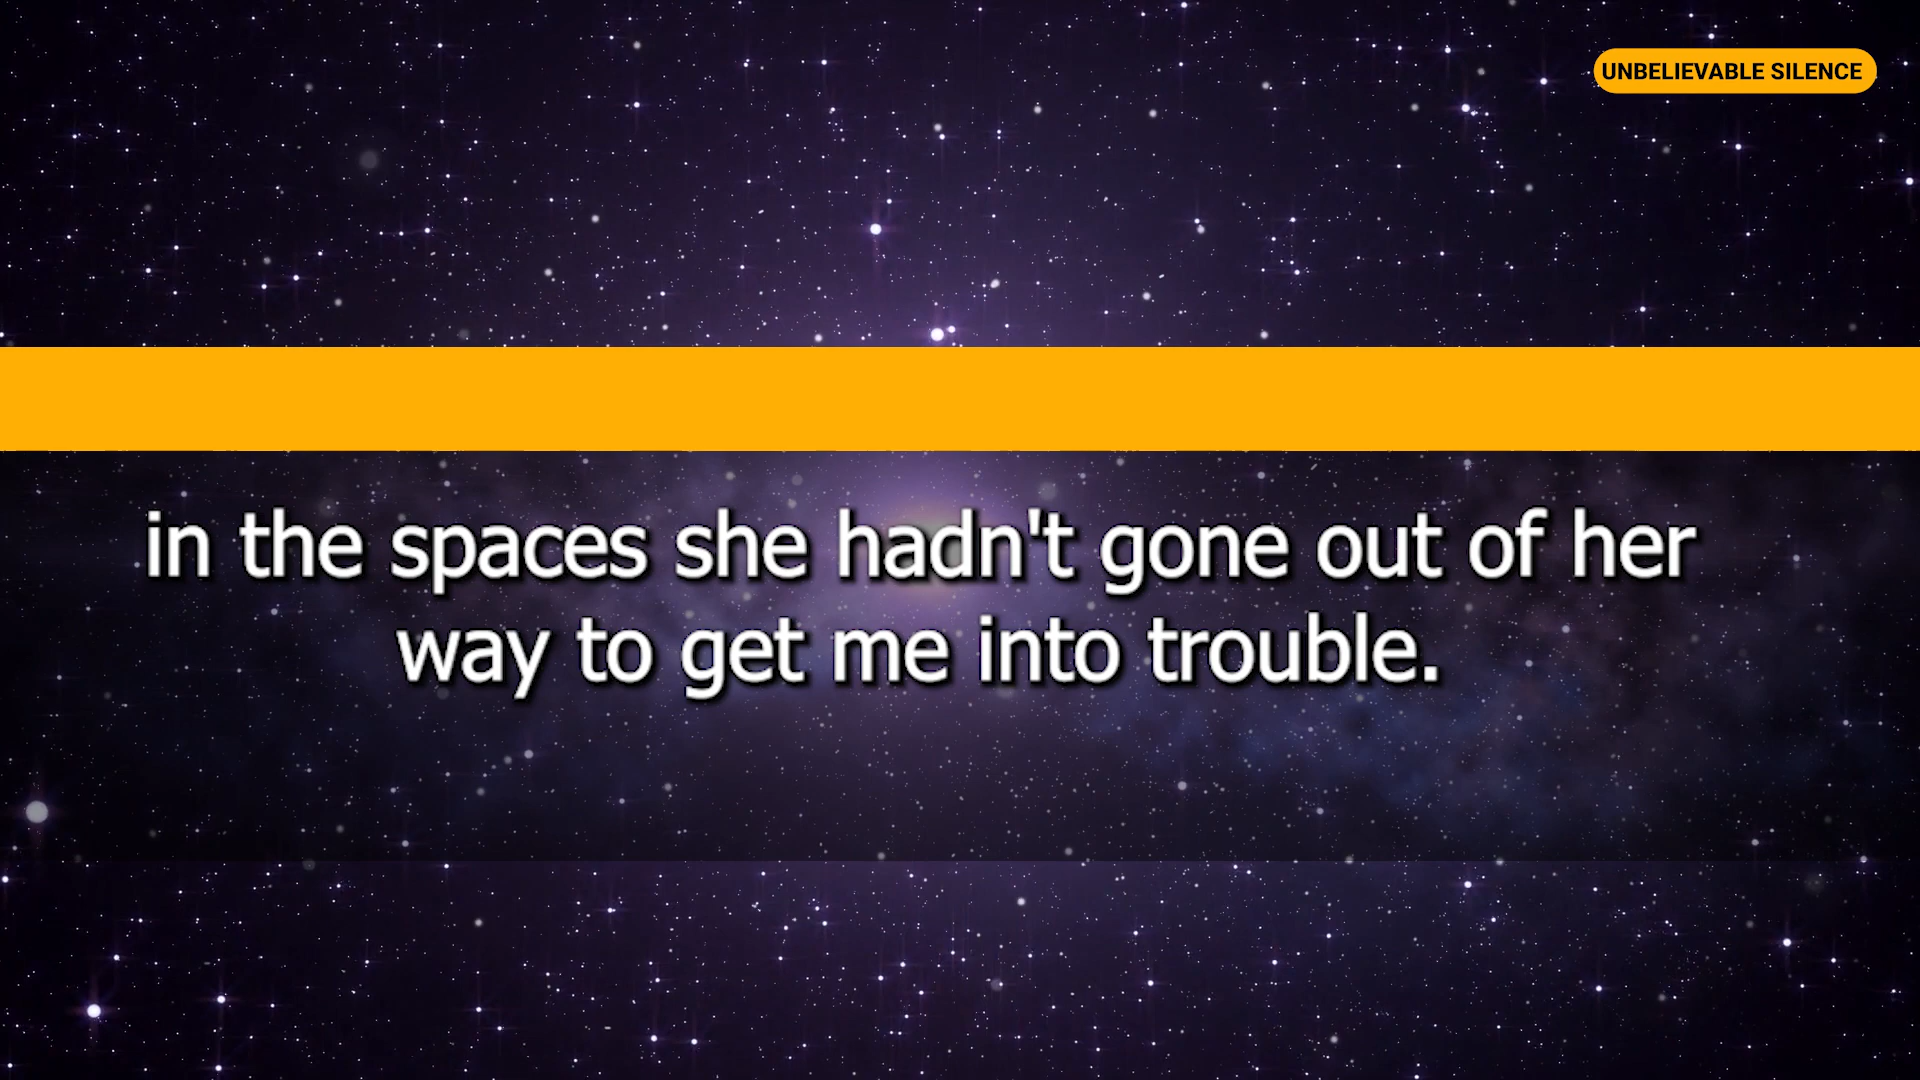 UNBELIEVABLE SILENCE
in the spaces she hadn't gone out of her
way to get me into trouble.